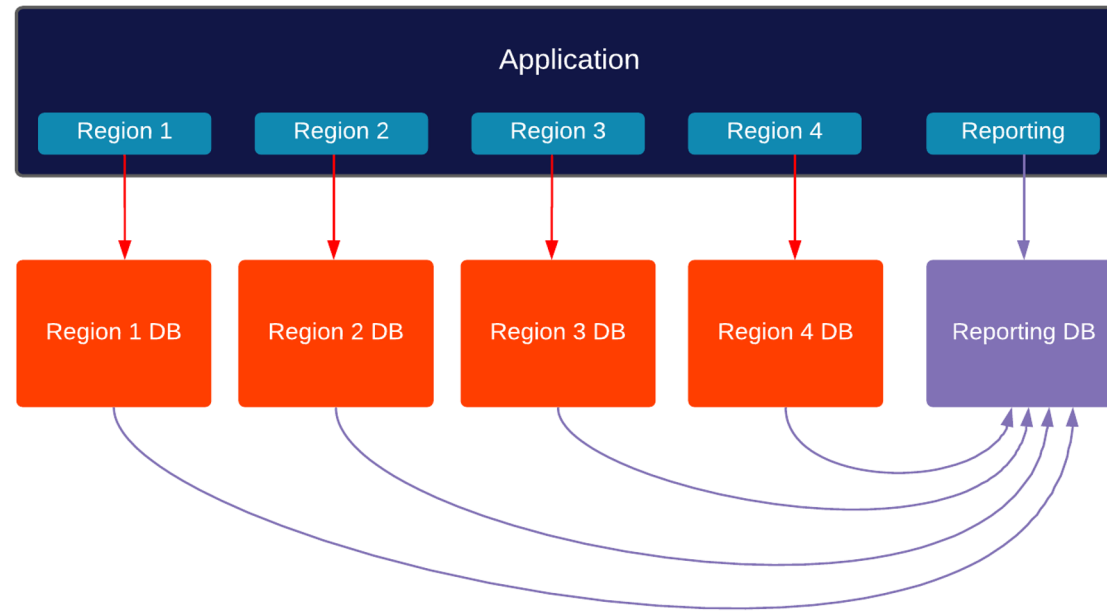 Application
Region 1
Region 2
Region 3
Region 4
Reporting
Region 1 DB
Region 2 DB
Region 3 DB
Region 4 DB
Reporting DB